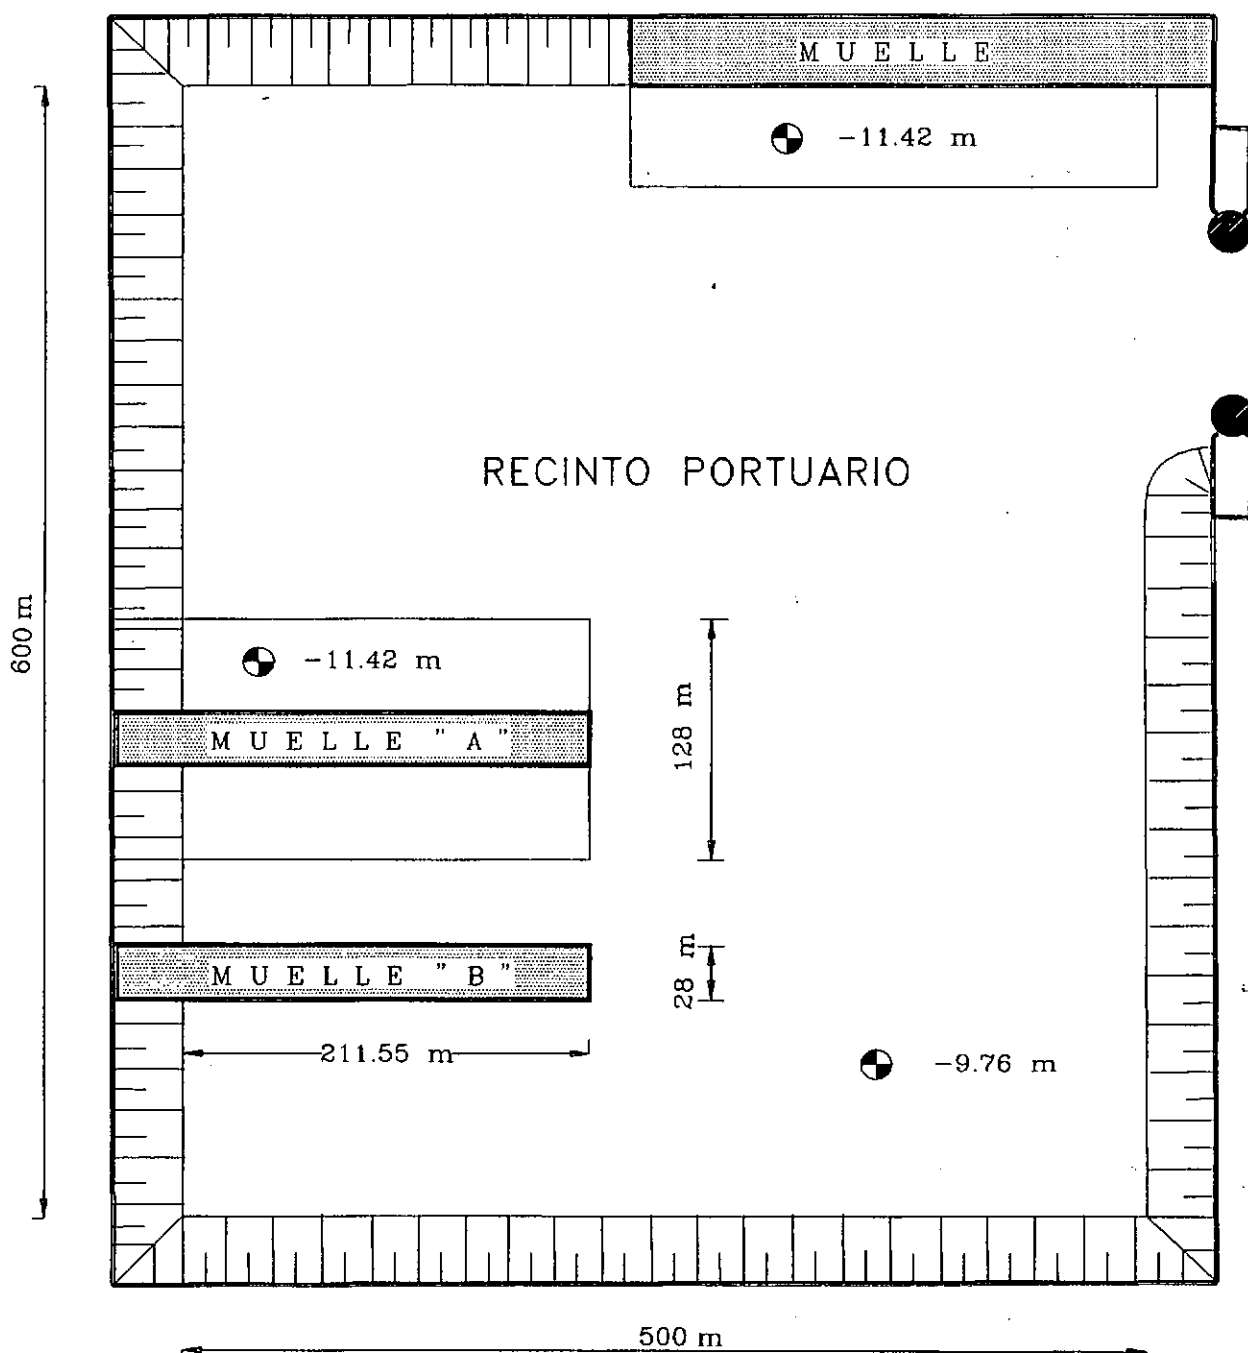 MUELLE
-11.42 m
RECINTO PORTUARIO
600 m
-11.42 m
128 m
MUELLE "A"
28 m
MUELLE "B"
211.55 m
-9.76 m
500 m